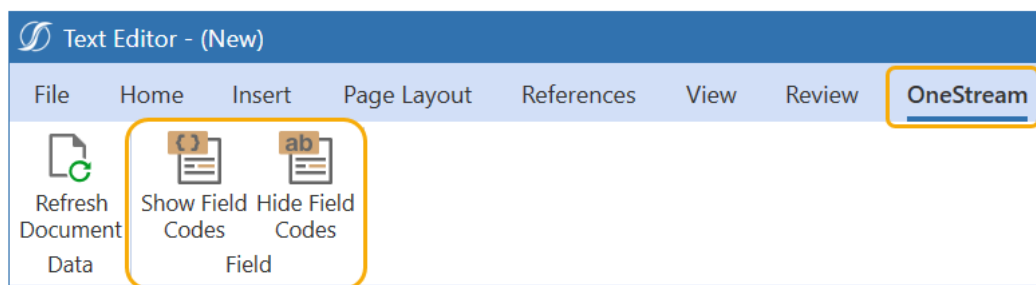 Text Editor - (New)
File Home Insert Page Layout References View Review OneStream
{ } ab
Refresh Show Field Hide Field
Document Codes Codes
Data Field